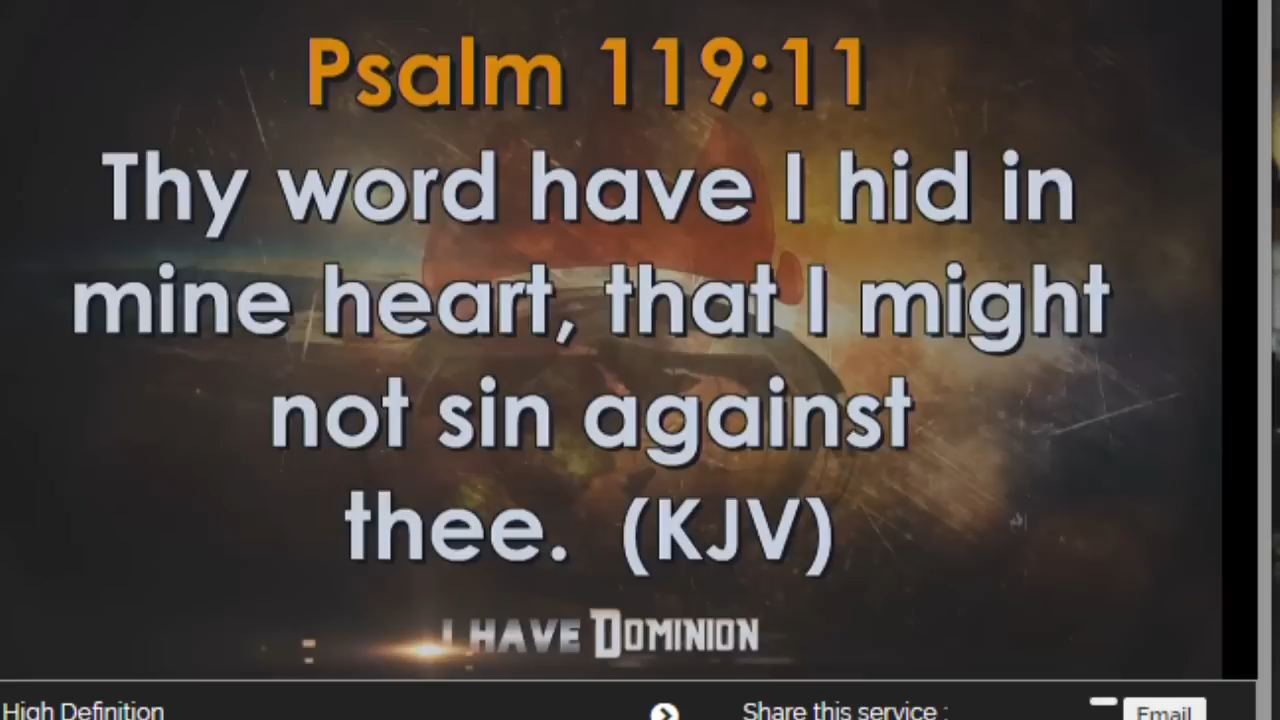 Psalm 119:11
Thy word have I hid in
mine heart, that I might
not sin against
thee. (KJV)
I HAVE DOMINION
High Definition
Share this service :
Email